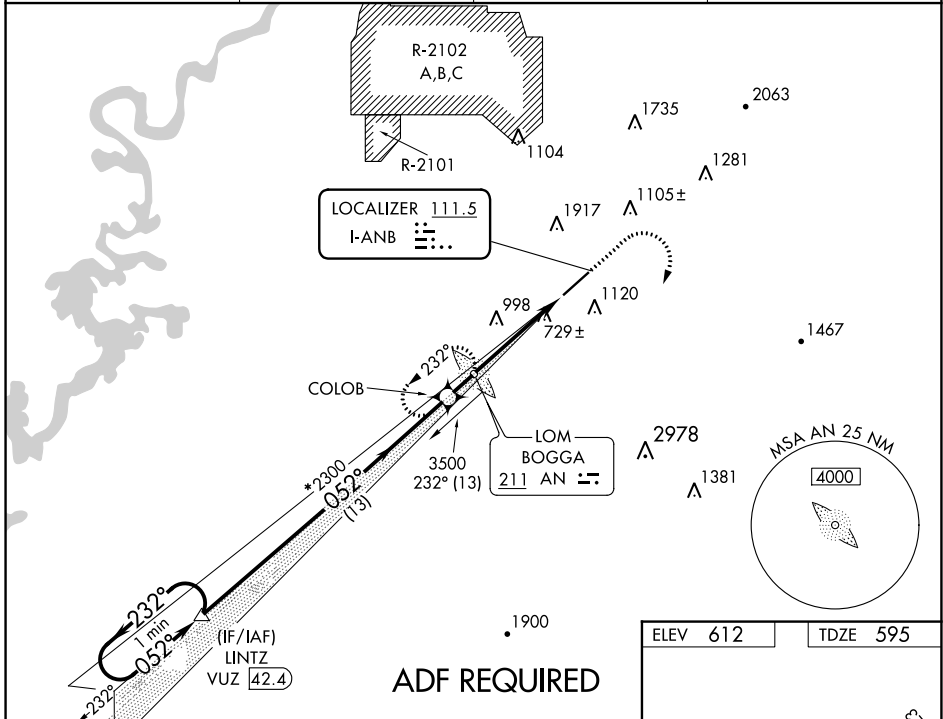 R-2102
A,B,C
R-2101
1104
1735
2063
1281
1105±
1917
LOCALIZER 111.5
I-ANB
998
729±
1120
1467
232°
COLOB
LOM
BOGGA
211 AN
3500
232° (13)
2978
1381
MSA AN 25 NM
4000
*2300
052°
(13)
232°
1 min
052°
232°
(IF/IAF)
LINTZ
VUZ 42.4
1900
ADF REQUIRED
ELEV 612
TDZE 595